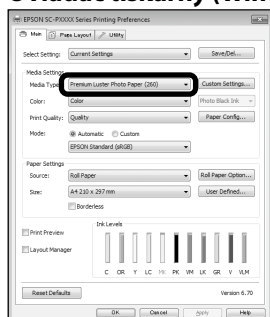 EPSON SC-PXXXX Series Printing Preferences
Main Page Layout Utility
Select Setting: Current Settings Save/Del...
Media Settings
Media Type: Premium Luster Photo Paper (260) Custom Settings...
Color: Color Photo Black Ink
Print Quality: Quality Paper Config...
Mode: Automatic Custom
EPSON Standard (sRGB)
Paper Settings
Source: Roll Paper Roll Paper Option...
Size: A4 210 x 297 mm User Defined...
Borderless
Print Preview
Layout Manager
Ink Levels
C OR Y LC MK PK VM LK GR V VLM
Reset Defaults Version 6.70
OK Cancel Apply Help